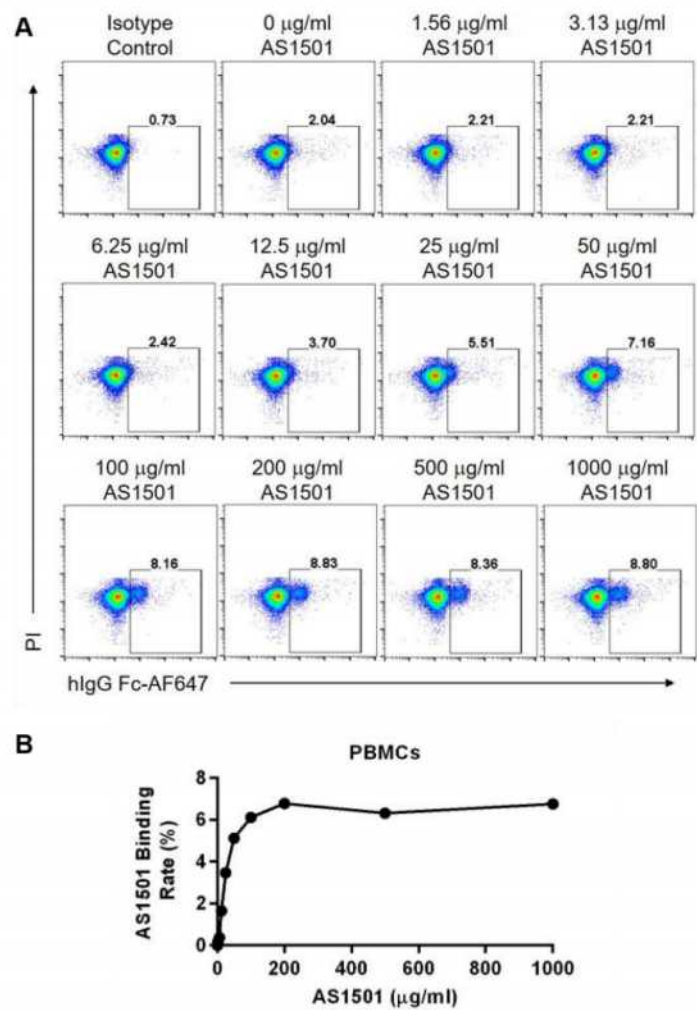 A
Isotype Control
0 μg/ml AS1501
1.56 μg/ml AS1501
3.13 μg/ml AS1501
0.73
2.04
2.21
2.21
6.25 μg/ml AS1501
12.5 μg/ml AS1501
25 μg/ml AS1501
50 μg/ml AS1501
2.42
3.70
5.51
7.16
100 μg/ml AS1501
200 μg/ml AS1501
500 μg/ml AS1501
1000 μg/ml AS1501
8.16
8.83
8.36
8.80
PI
hIgG Fc-AF647
B
PBMCs
AS1501 Binding
Rate (%)
8
6
4
2
0
0 200 400 600 800 1000
AS1501 (μg/ml)